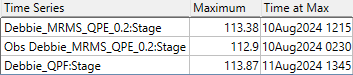 Time Series Maximum Time at Max
Debbie_MRMS_QPE_0.2:Stage 113.38 10Aug2024 1215
Obs Debbie_MRMS_QPE_0.2:Stage 112.9 10Aug2024 0230
Debbie_QPF:Stage 113.87 11Aug2024 1345